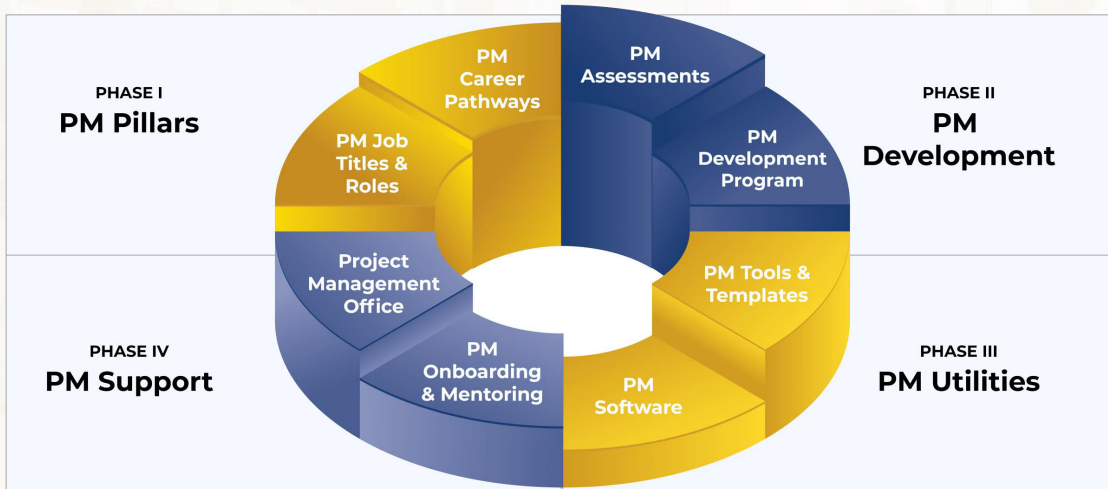 PHASE I
PM Pillars
PM
Career
Pathways
PM Job
Titles &
Roles
PM
Assessments
PM
Development
Program
PHASE II
PM
Development
PHASE IV
PM Support
Project
Management
Office
PM
Onboarding
& Mentoring
PM Tools &
Templates
PM
Software
PHASE III
PM Utilities